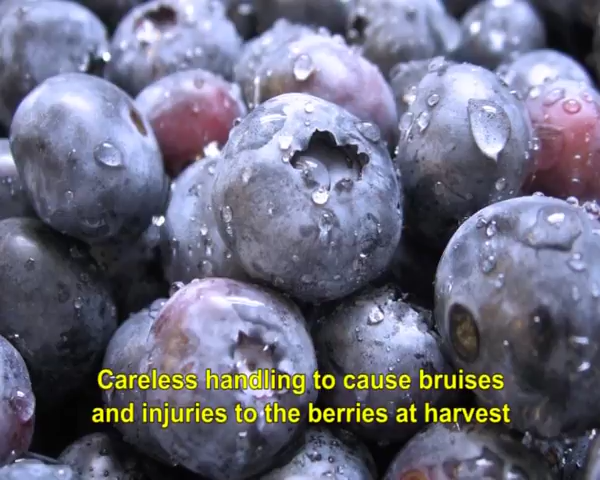 Careless handling to cause bruises
and injuries to the berries at harvest